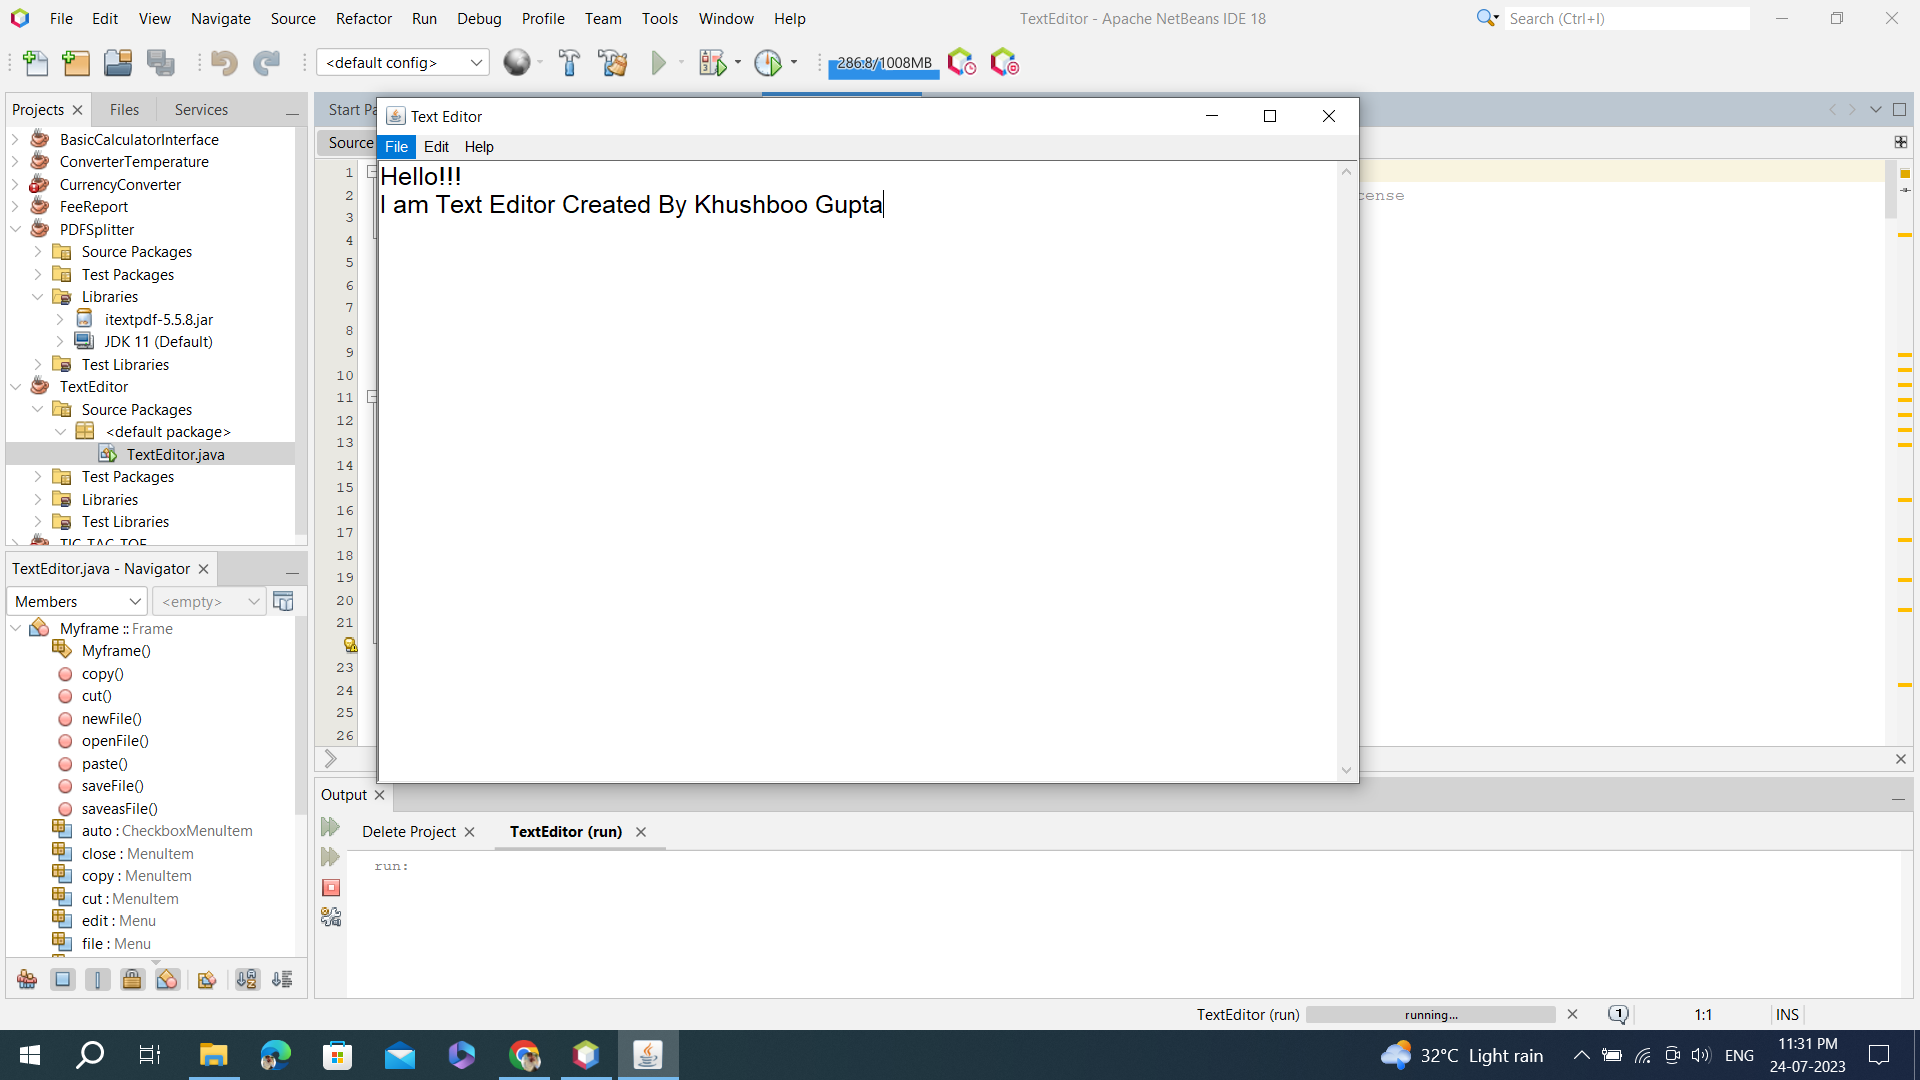 File Edit View Navigate Source Refactor Run Debug Profile Team Tools Window Help
TextEditor - Apache NetBeans IDE 18
Search (Ctrl+I)
<default config>
286.8/1008MB
Projects Files Services
BasicCalculatorInterface
ConverterTemperature
CurrencyConverter
FeeReport
PDFSplitter
Source Packages
Test Packages
Libraries
itextpdf-5.5.8.jar
JDK 11 (Default)
Test Libraries
TextEditor
Source Packages
<default package>
TextEditor.java
Test Packages
Libraries
Test Libraries
TIC-TAC-TOE
TextEditor.java - Navigator
Members <empty>
Myframe :: Frame
Myframe()
copy()
cut()
newFile()
openFile()
paste()
saveFile()
saveasFile()
auto : CheckboxMenuItem
close : MenuItem
copy : MenuItem
cut : MenuItem
edit : Menu
file : Menu
Start Pa
Source
1
2
3
4
5
6
7
8
9
10
11
12
13
14
15
16
17
18
19
20
21
23
24
25
26
cense
Text Editor
File Edit Help
Hello!!!
I am Text Editor Created By Khushboo Gupta
Output
Delete Project TextEditor (run)
run:
TextEditor (run) running... 1 1:1 INS
32°C Light rain ENG
11:31 PM
24-07-2023